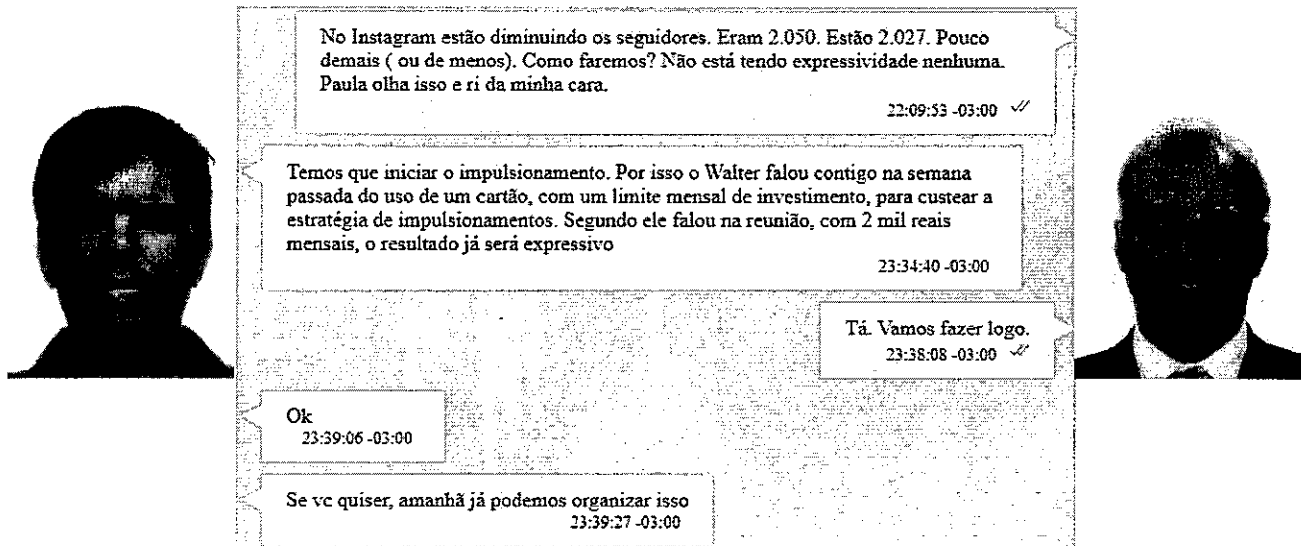 No Instagram estão diminuindo os seguidores. Eram 2.050. Estão 2.027. Pouco
demais ( ou de menos). Como faremos? Não está tendo expressividade nenhuma.
Paula olha isso e ri da minha cara.
22:09:53 -03:00
Temos que iniciar o impulsionamento. Por isso o Walter falou contigo na semana
passada do uso de um cartão, com um limite mensal de investimento, para custear a
estratégia de impulsionamentos. Segundo ele falou na reunião, com 2 mil reais
mensais, o resultado já será expressivo
23:34:40 -03:00
Tá. Vamos fazer logo.
23:38:08 -03:00
Ok
23:39:06 -03:00
Se vc quiser, amanhã já podemos organizar isso
23:39:27 -03:00